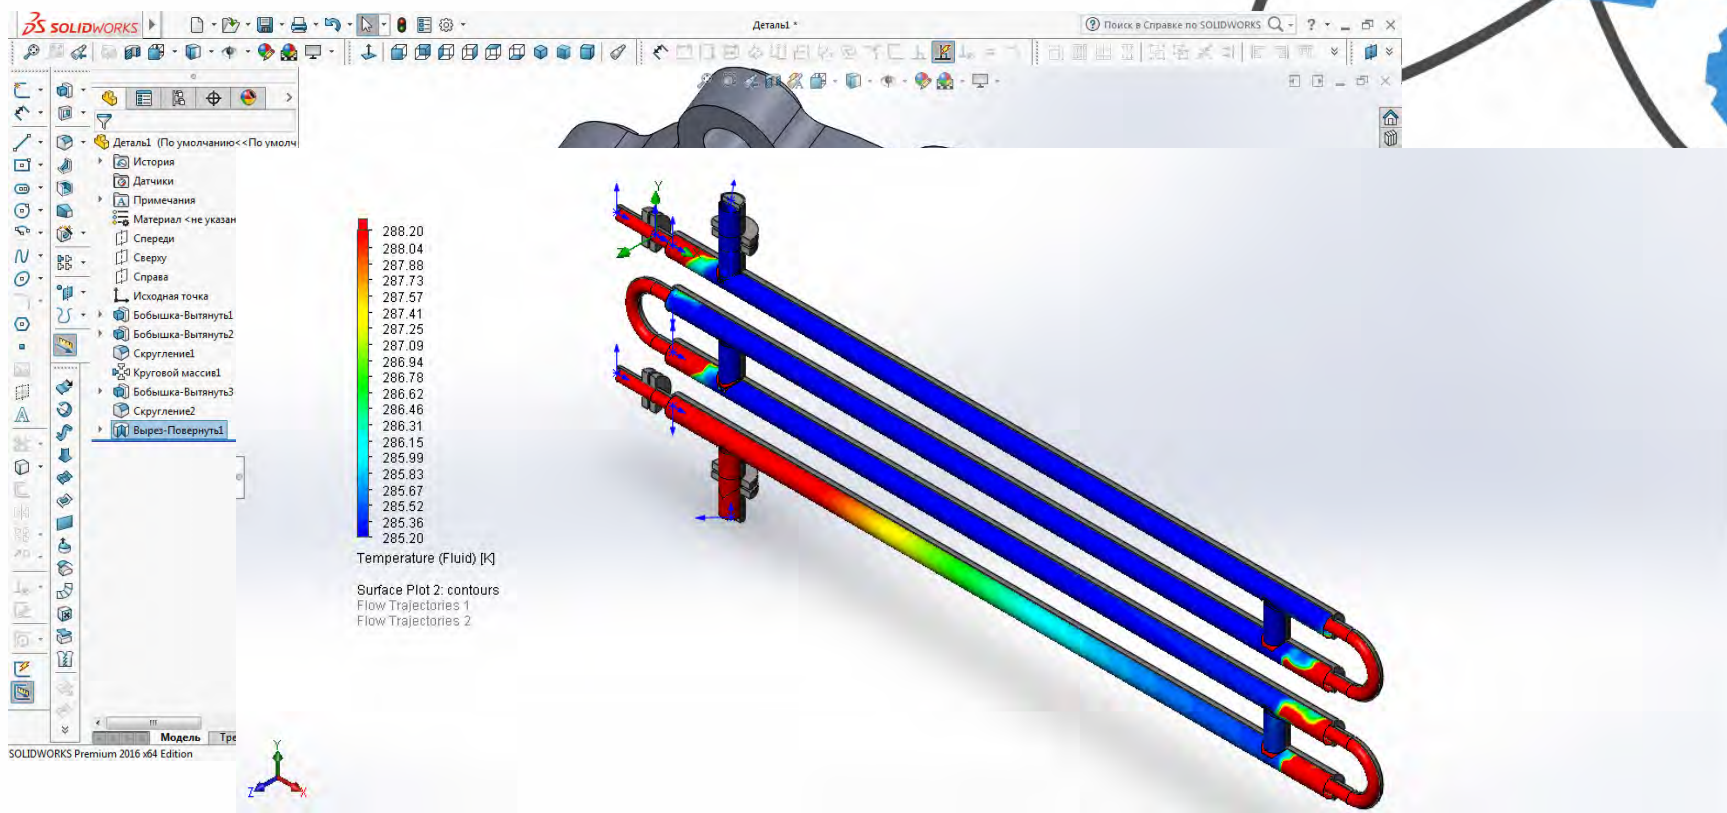 SOLIDWORKS
Деталь1 *
Поиск в Справке по SOLIDWORKS
Деталь1 (По умолчанию<<По умолч
История
Датчики
Примечания
Материал <не указан
Спереди
Сверху
Справа
Исходная точка
Бобышка-Вытянуть1
Бобышка-Вытянуть2
Скругление1
Круговой массив1
Бобышка-Вытянуть3
Скругление2
Вырез-Повернуть1
288.20
288.04
287.88
287.73
287.57
287.41
287.25
287.09
286.94
286.78
286.62
286.46
286.31
286.15
285.99
285.83
285.67
285.52
285.36
285.20
Temperature (Fluid) [K]
Surface Plot 2: contours
Flow Trajectories 1
Flow Trajectories 2
Y
Модель
Тре
SOLIDWORKS Premium 2016 x64 Edition
Y
Z
X